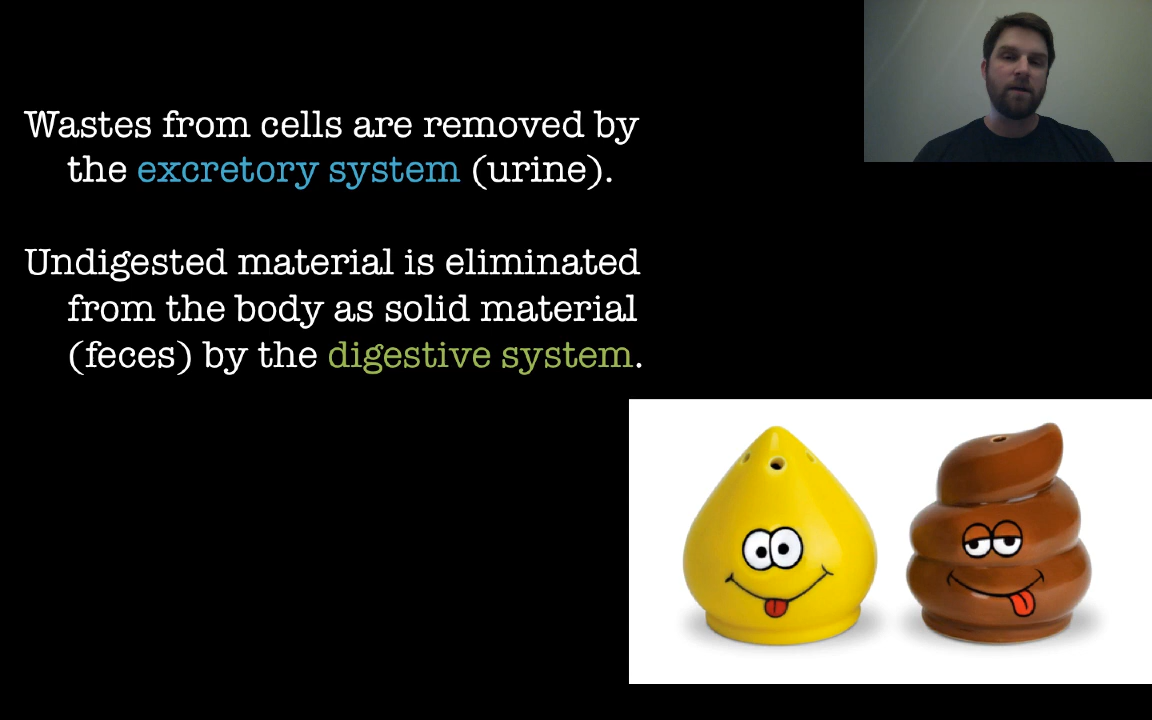 Wastes from cells are removed by
the excretory system (urine).
Undigested material is eliminated
from the body as solid material
(feces) by the digestive system.